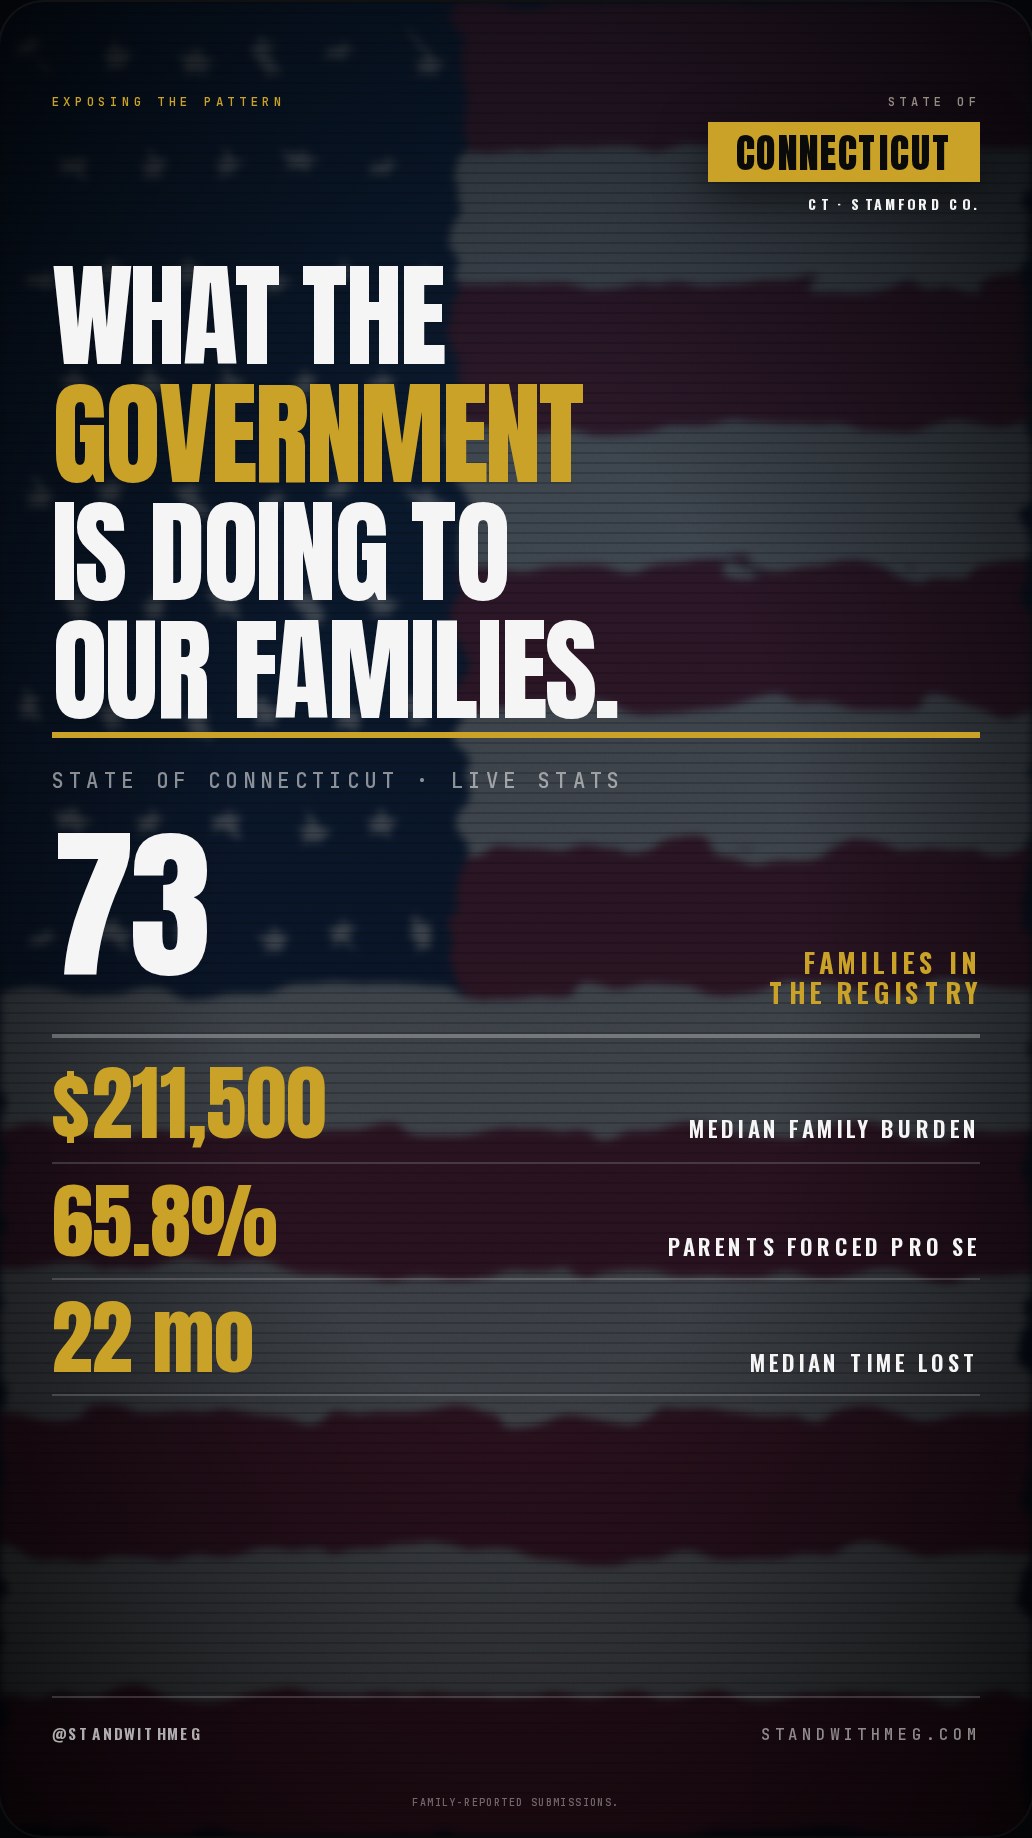 EXPOSING THE PATTERN
STATE OF
CONNECTICUT
CT · STAMFORD CO.
WHAT THE
GOVERNMENT
IS DOING TO
OUR FAMILIES.
STATE OF CONNECTICUT · LIVE STATS
73
FAMILIES IN
THE REGISTRY
$211,500
MEDIAN FAMILY BURDEN
65.8%
PARENTS FORCED PRO SE
22 mo
MEDIAN TIME LOST
@STANDWITHMEG
STANDWITHMEG.COM
FAMILY-REPORTED SUBMISSIONS.